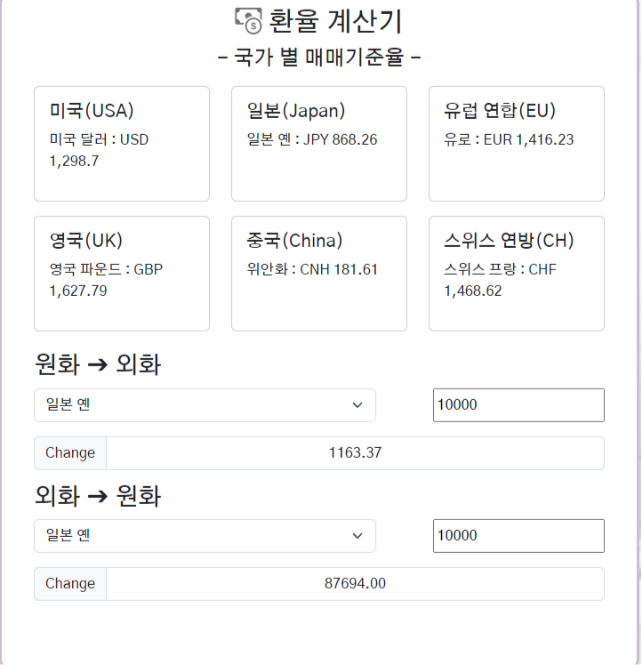 환율 계산기
– 국가 별 매매기준율 –
미국(USA)
미국 달러 : USD
1,298.7
일본(Japan)
일본 옌 : JPY 868.26
유럽 연합(EU)
유로 : EUR 1,416.23
영국(UK)
영국 파운드 : GBP
1,627.79
중국(China)
위안화 : CNH 181.61
스위스 연방(CH)
스위스 프랑 : CHF
1,468.62
원화 ➔ 외화
일본 옌
10000
Change
1163.37
외화 ➔ 원화
일본 옌
10000
Change
87694.00